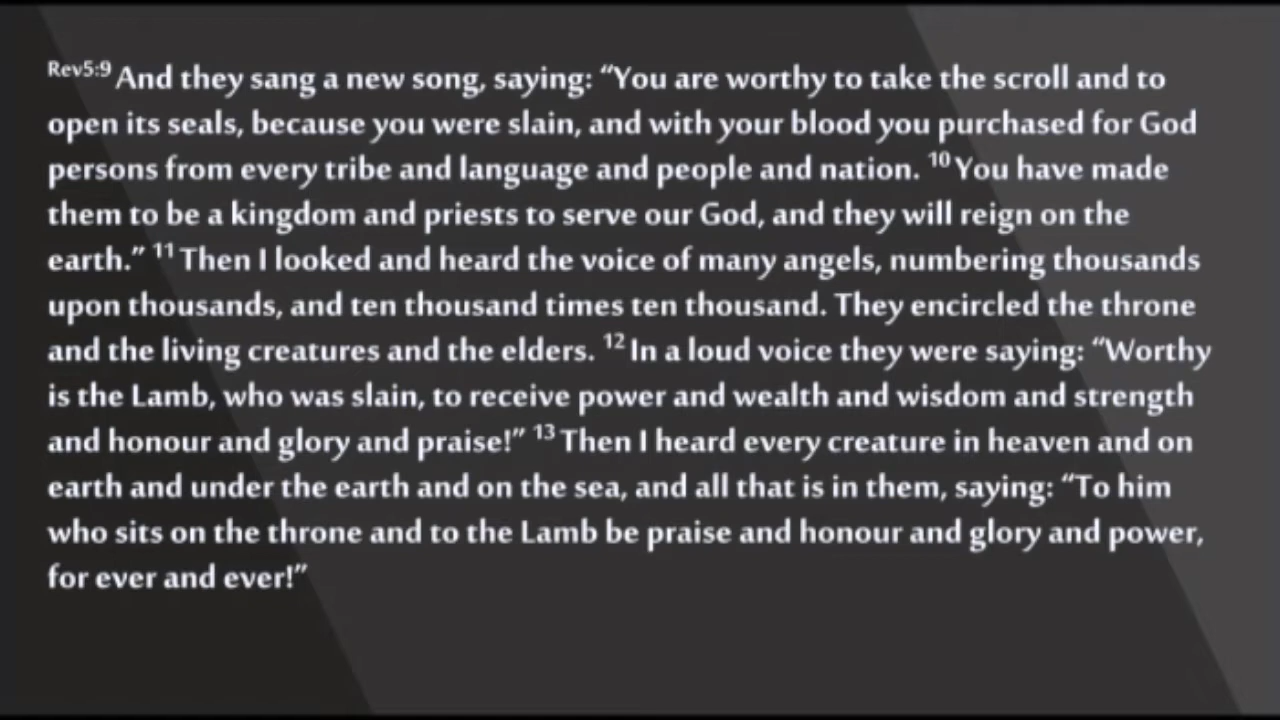 Rev5:9 And they sang a new song, saying: “You are worthy to take the scroll and to
open its seals, because you were slain, and with your blood you purchased for God
persons from every tribe and language and people and nation. 10 You have made
them to be a kingdom and priests to serve our God, and they will reign on the
earth.” 11 Then I looked and heard the voice of many angels, numbering thousands
upon thousands, and ten thousand times ten thousand. They encircled the throne
and the living creatures and the elders. 12 In a loud voice they were saying: “Worthy
is the Lamb, who was slain, to receive power and wealth and wisdom and strength
and honour and glory and praise!” 13 Then I heard every creature in heaven and on
earth and under the earth and on the sea, and all that is in them, saying: “To him
who sits on the throne and to the Lamb be praise and honour and glory and power,
for ever and ever!”